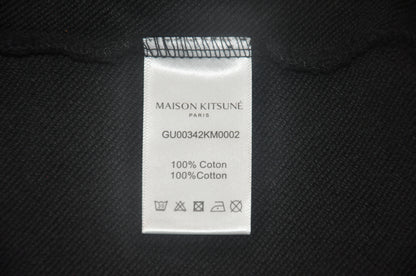 MAISON KITSUNÉ
PARIS
GU00342KM0002
100% Coton
100%Cotton